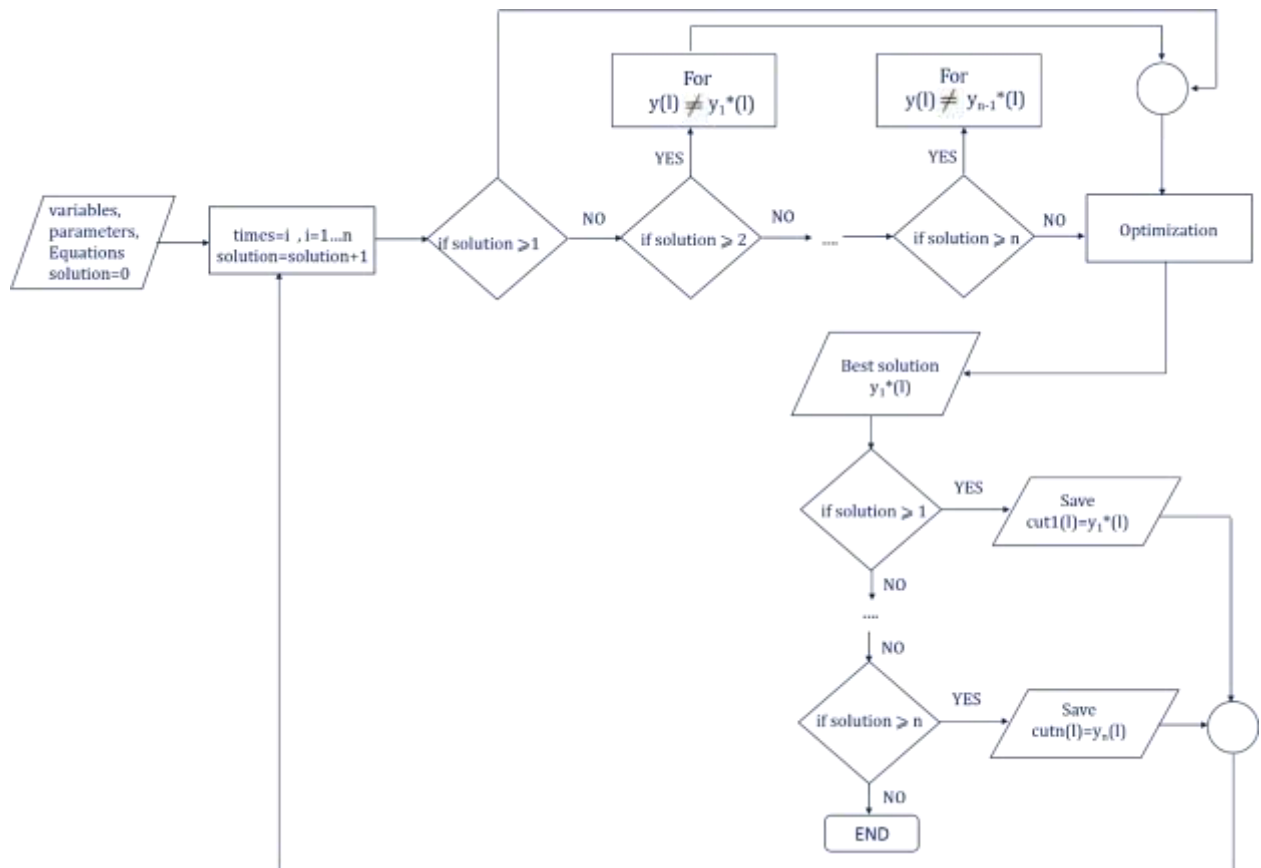 For
y(l) ≠ y₁*(l)
For
y(l) ≠ yₙ₋₁*(l)
YES
YES
variables,
parameters,
Equations
solution=0
times=i , i=1...n
solution=solution+1
if solution ⩾1
NO
if solution ⩾ 2
NO
....
if solution ⩾ n
NO
Optimization
Best solution
y₁*(l)
if solution ⩾ 1
YES
Save
cut1(l)=y₁*(l)
NO
....
NO
if solution ⩾ n
YES
Save
cutn(l)=yₙ(l)
NO
END